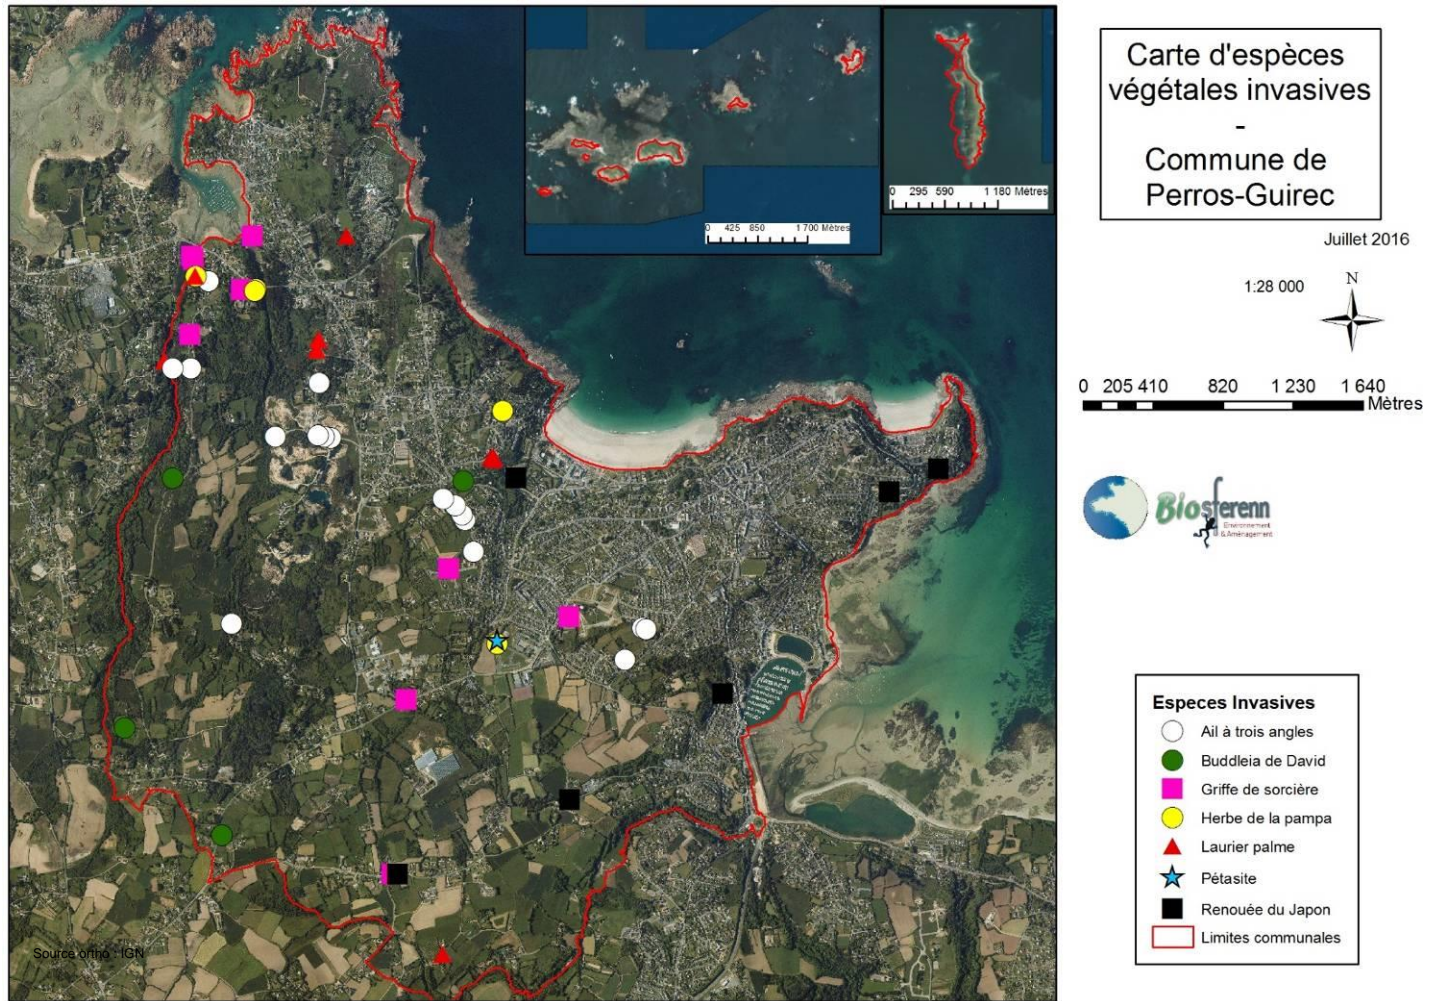 Carte d'espèces
végétales invasives
-
Commune de
Perros-Guirec
Juillet 2016
1:28 000
N
0 205 410 820 1 230 1 640
Mètres
0 425 850 1 700 Mètres
0 295 590 1 180 Mètres
Biosferenn
Environnement
& Aménagement
Especes Invasives
Ail à trois angles
Buddleia de David
Griffe de sorcière
Herbe de la pampa
Laurier palme
Pétasite
Renouée du Japon
Limites communales
Source ortho : IGN